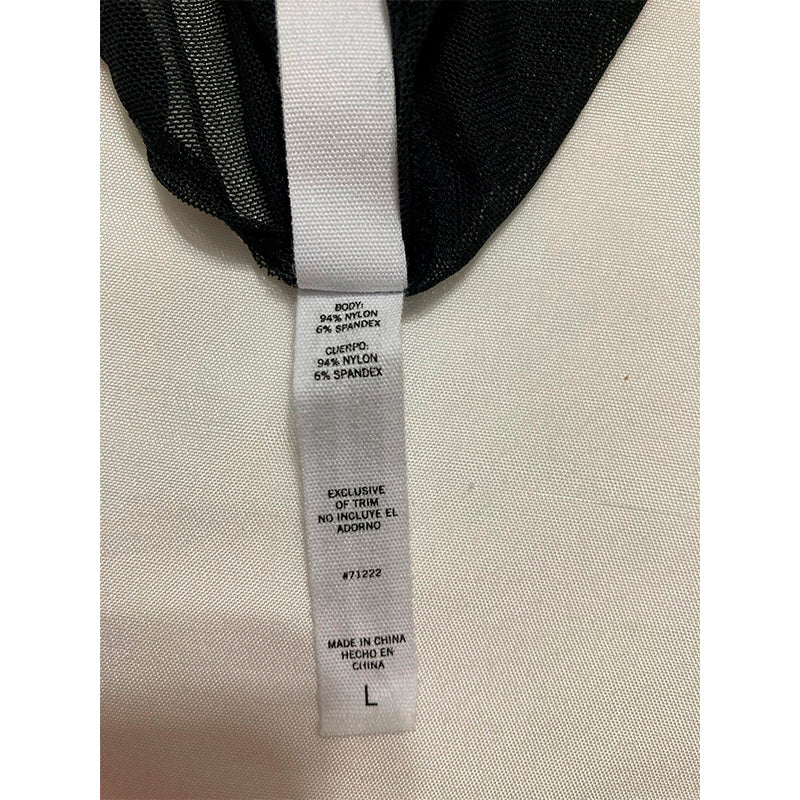 BODY:
94% NYLON
6% SPANDEX
CUERPO:
94% NYLON
6% SPANDEX
EXCLUSIVE
OF TRIM
NO INCLUYE EL
ADORNO
#71222
MADE IN CHINA
HECHO EN
CHINA
L